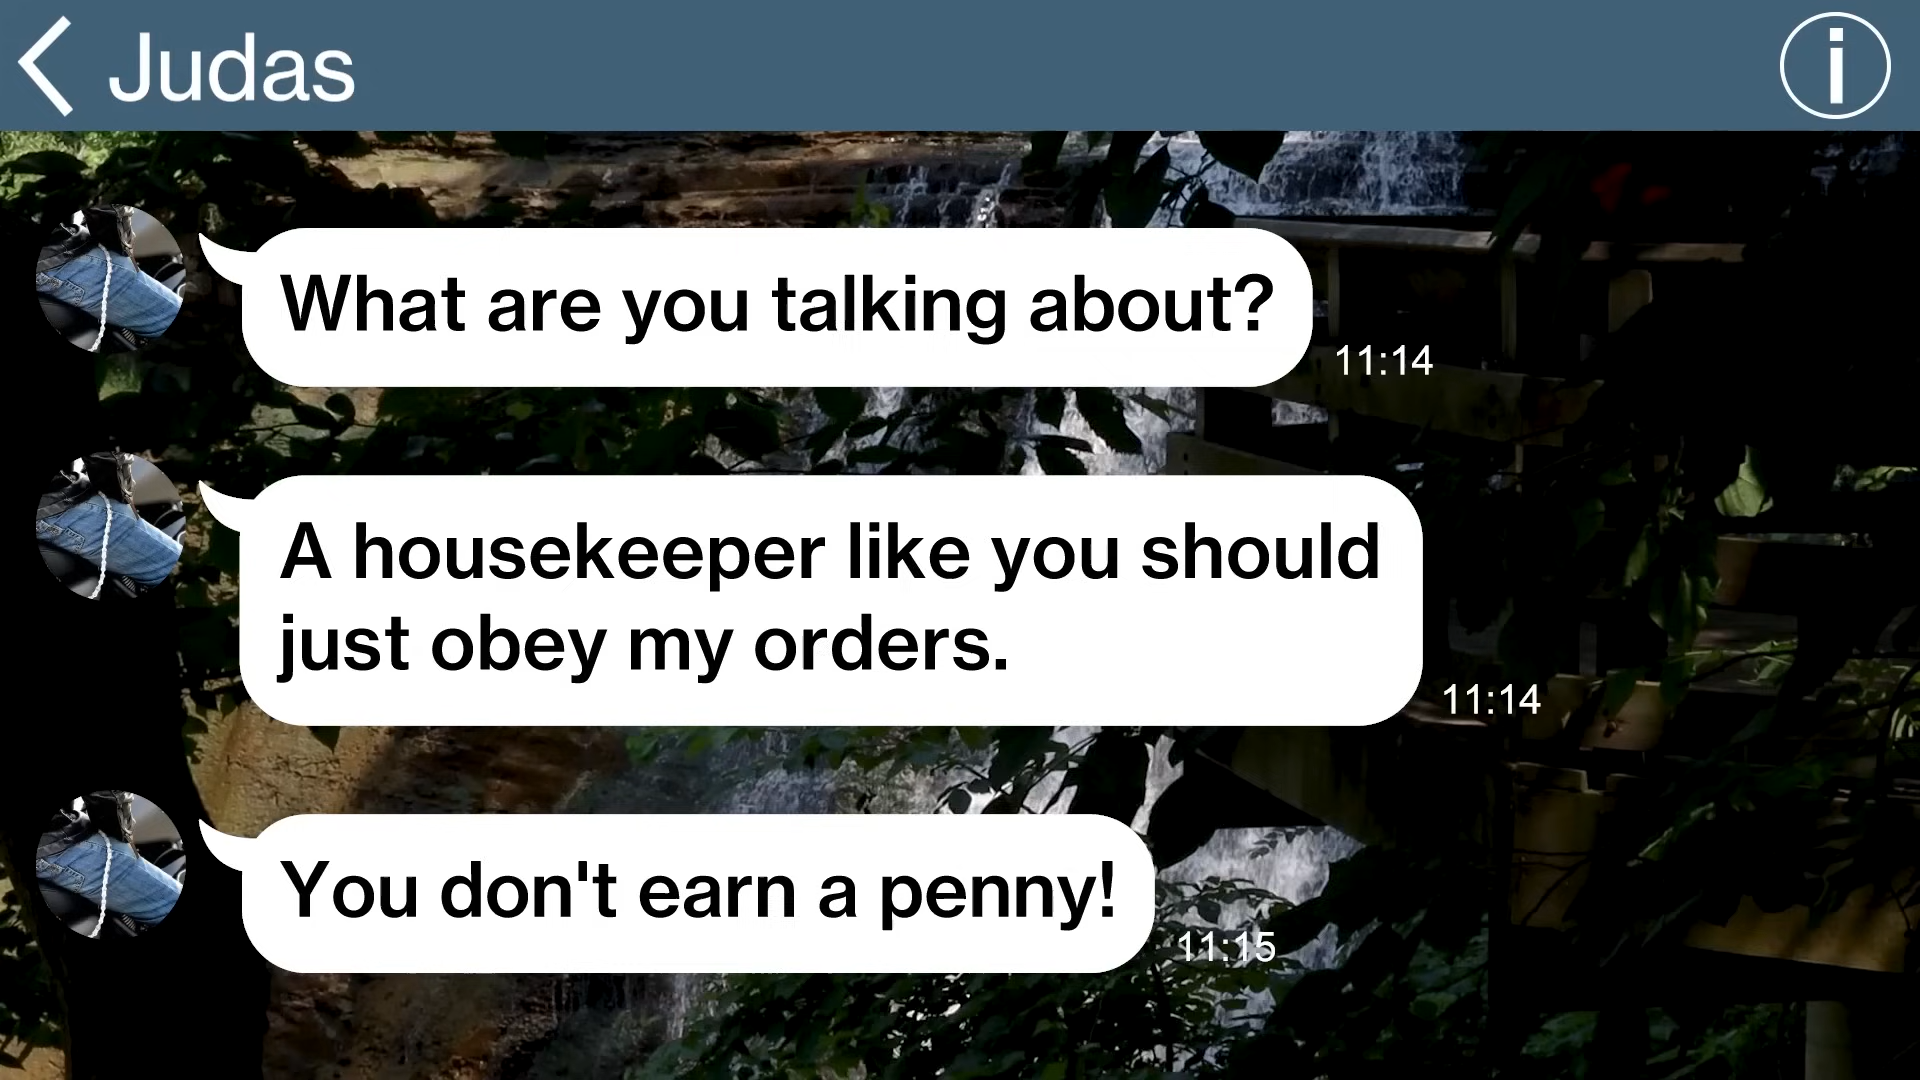 Judas
What are you talking about?
11:14
A housekeeper like you should
just obey my orders.
11:14
You don't earn a penny!
11:15